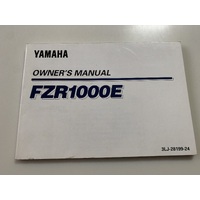 YAMAHA
OWNER'S MANUAL
FZR1000E
3LJ-28199-24